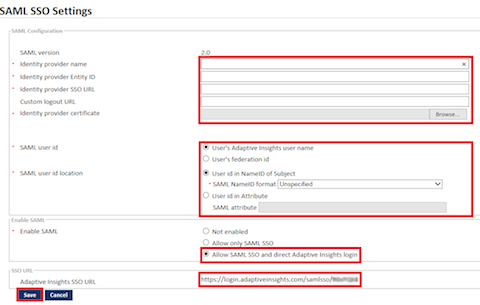 SAML SSO Settings
SAML Configuration
SAML version 2.0
* Identity provider name
* Identity provider Entity ID
* Identity provider SSO URL
Custom logout URL
* Identity provider certificate Browse...
* SAML user id User's Adaptive Insights user name
User's federation id
* SAML user id location User id in NameID of Subject
* SAML NameID format Unspecified
User id in Attribute
SAML attribute
Enable SAML
* Enable SAML Not enabled
Allow only SAML SSO
Allow SAML SSO and direct Adaptive Insights login
SSO URL
Adaptive Insights SSO URL https://login.adaptiveinsights.com/samlsso/
Save Cancel